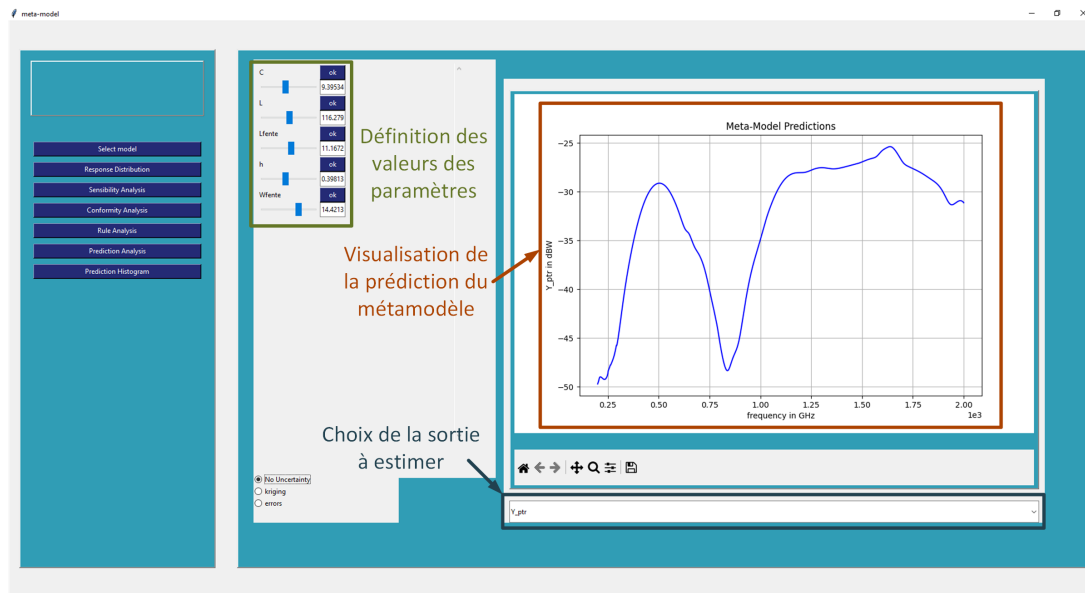 meta-model
Select model
Response Distribution
Sensibility Analysis
Conformity Analysis
Rule Analysis
Prediction Analysis
Prediction Histogram
C
ok
9.39534
L
ok
116.279
Lfente
ok
11.1672
h
ok
0.39813
Wfente
ok
14.4213
Définition des
valeurs des
paramètres
Visualisation de
la prédiction du
métamodèle
Choix de la sortie
à estimer
No Uncertainty
kriging
errors
Meta-Model Predictions
Y_ptr in dBW
−25
−30
−35
−40
−45
−50
0.25 0.50 0.75 1.00 1.25 1.50 1.75 2.00
1e3
frequency in GHz
Y_ptr